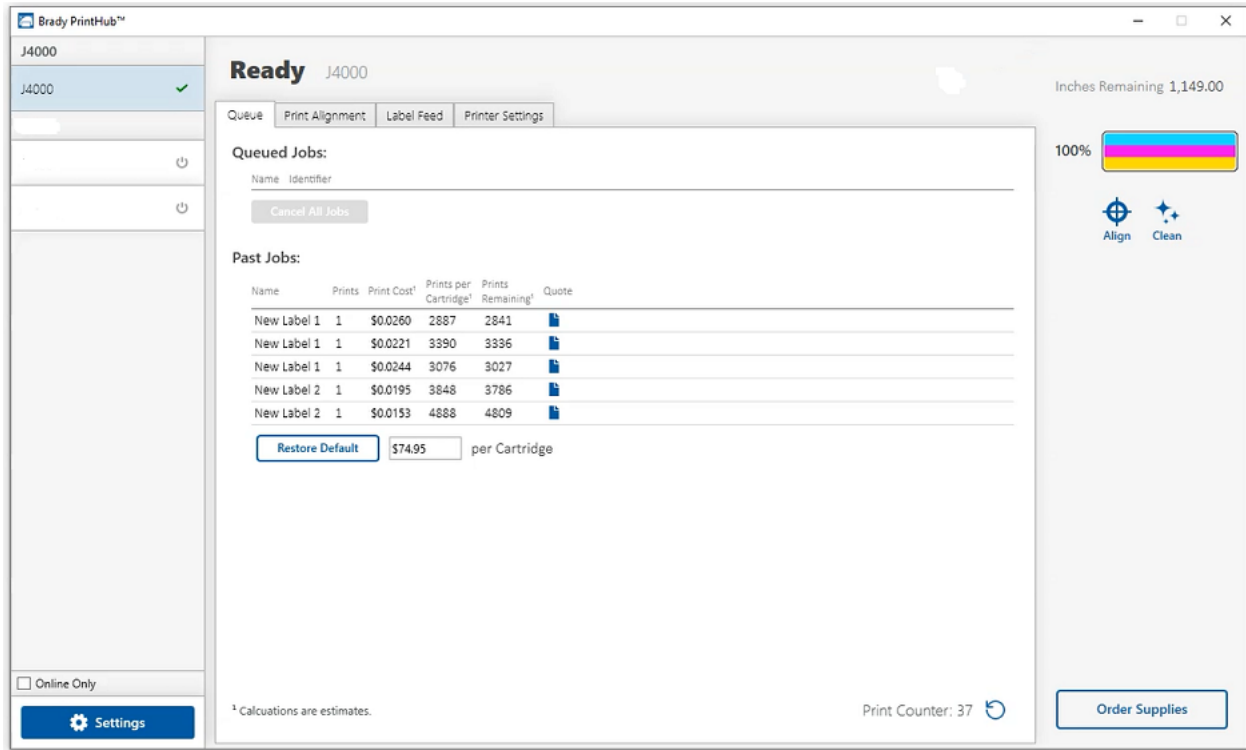 Brady PrintHub™
J4000
J4000
Online Only
Settings
Ready J4000
Queue Print Alignment Label Feed Printer Settings
Queued Jobs:
Name Identifier
Cancel All Jobs
Past Jobs:
Name Prints Print Cost¹ Prints per Cartridge¹ Prints Remaining¹ Quote
New Label 1 1 $0.0260 2887 2841
New Label 1 1 $0.0221 3390 3336
New Label 1 1 $0.0244 3076 3027
New Label 2 1 $0.0195 3848 3786
New Label 2 1 $0.0153 4888 4809
Restore Default $74.95 per Cartridge
¹ Calcuations are estimates.
Print Counter: 37
Inches Remaining 1,149.00
100%
Align Clean
Order Supplies